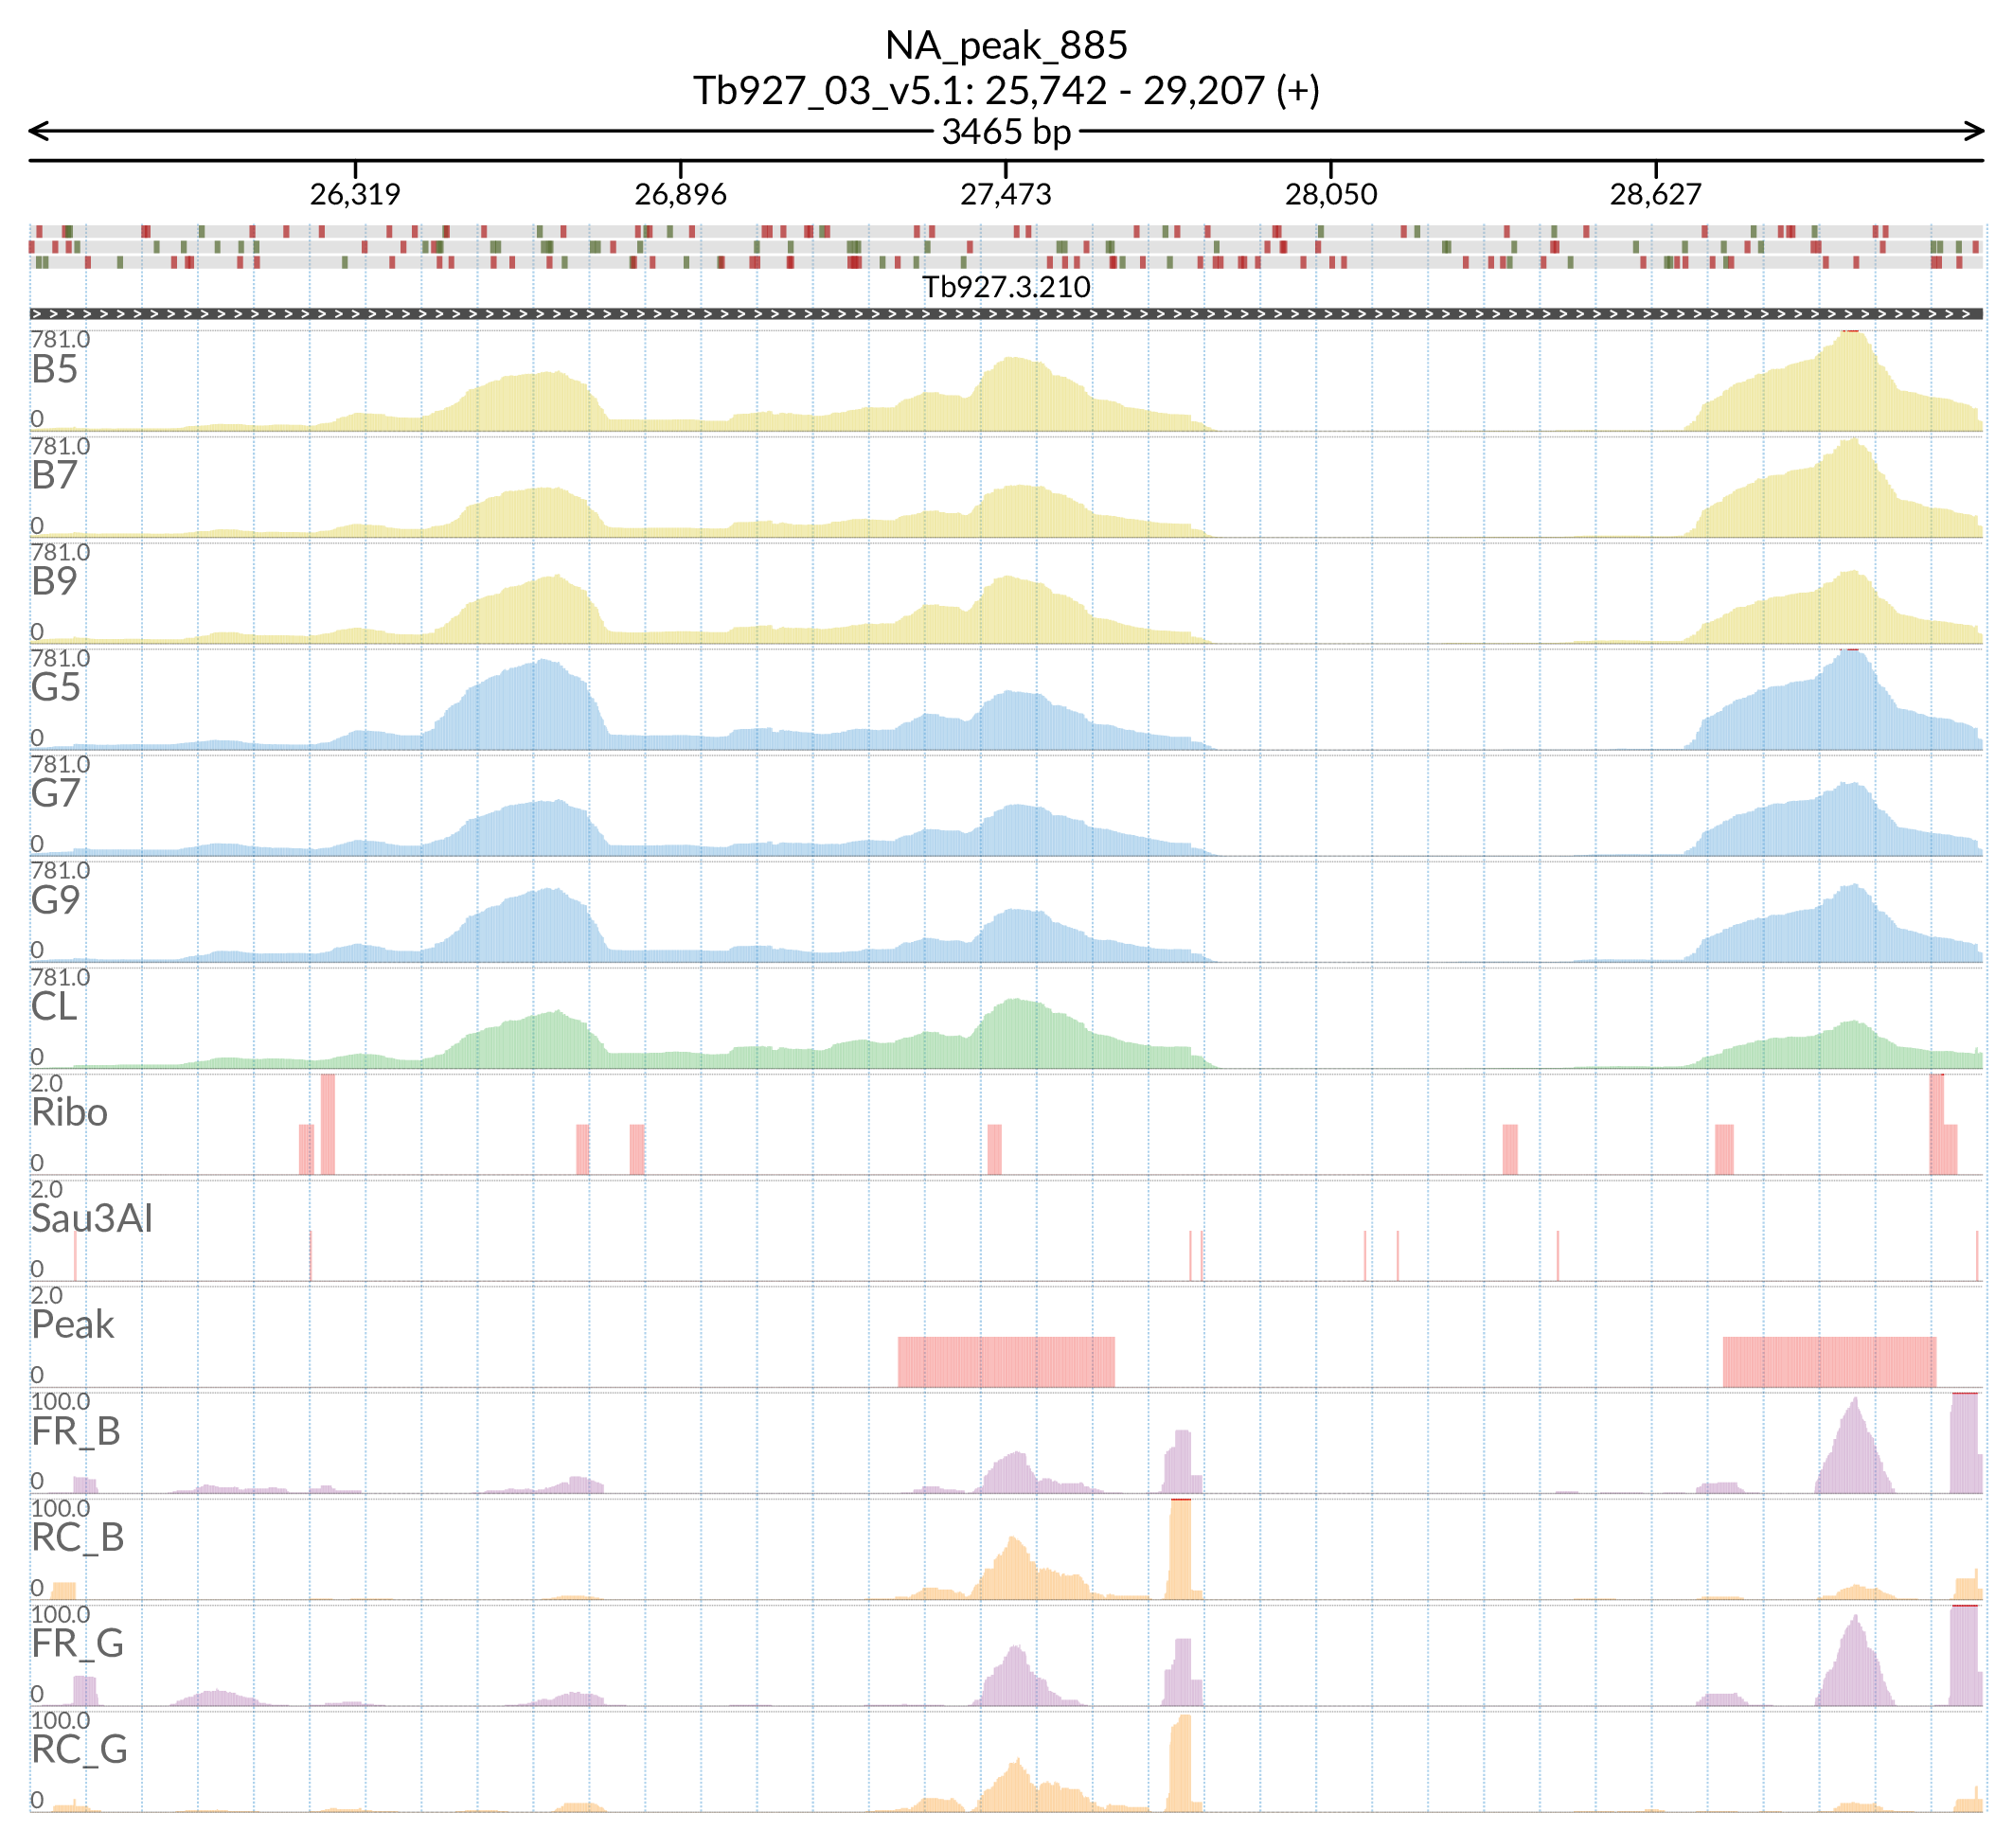 NA_peak_885
Tb927_03_v5.1: 25,742 - 29,207 (+)
3465 bp
26,319 26,896 27,473 28,050 28,627
Tb927.3.210
781.0
B5
0
781.0
B7
0
781.0
B9
0
781.0
G5
0
781.0
G7
0
781.0
G9
0
781.0
CL
0
2.0
Ribo
0
2.0
Sau3AI
0
2.0
Peak
0
100.0
FR_B
0
100.0
RC_B
0
100.0
FR_G
0
100.0
RC_G
0